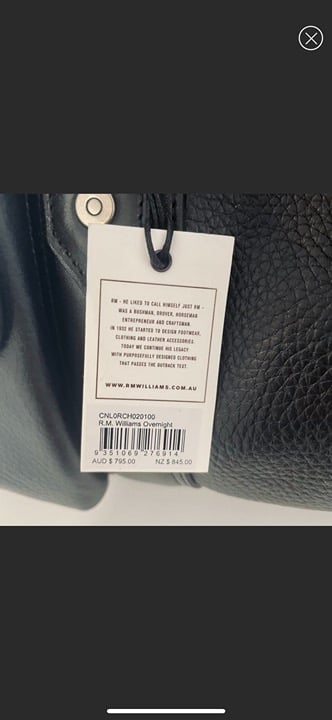 RM - HE LIKED TO CALL HIMSELF JUST RM -
WAS A BUSHMAN, DROVER, HORSEMAN
ENTREPRENEUR AND CRAFTSMAN.
IN 1932 HE STARTED TO DESIGN FOOTWEAR,
CLOTHING AND LEATHER ACCESSORIES.
TODAY WE CONTINUE HIS LEGACY
WITH PURPOSEFULLY DESIGNED CLOTHING
THAT PASSES THE OUTBACK TEST.
WWW.RMWILLIAMS.COM.AU
CNL0RCH020100
R.M. Williams Overnight
9 351069 276914
AUD $ 795.00 NZ $ 845.00